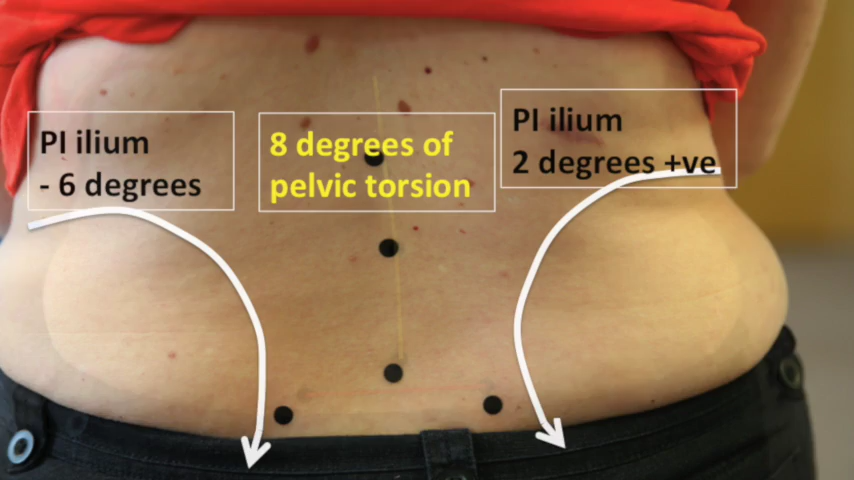 PI ilium
- 6 degrees
8 degrees of
pelvic torsion
PI ilium
2 degrees +ve